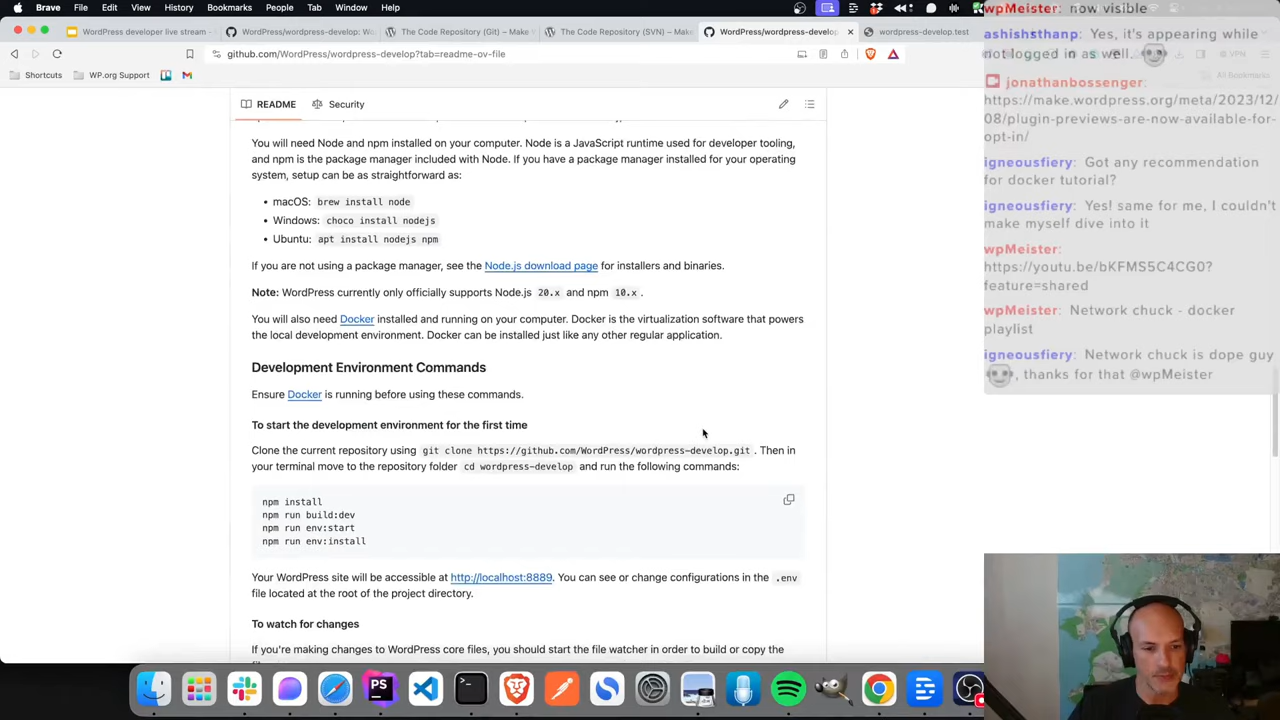 Brave File Edit View History Bookmarks People Tab Window Help
WordPress developer live stream -
WordPress/wordpress-develop: W
The Code Repository (Git) – Make
The Code Repository (SVN) – Make
WordPress/wordpress-develop
wordpress-develop.test
github.com/WordPress/wordpress-develop?tab=readme-ov-file
VPN
Shortcuts
WP.org Support
All Bookmarks
README
Security
You will need Node and npm installed on your computer. Node is a JavaScript runtime used for developer tooling,
and npm is the package manager included with Node. If you have a package manager installed for your operating
system, setup can be as straightforward as:
• macOS: brew install node
• Windows: choco install nodejs
• Ubuntu: apt install nodejs npm
If you are not using a package manager, see the Node.js download page for installers and binaries.
Note: WordPress currently only officially supports Node.js 20.x and npm 10.x .
You will also need Docker installed and running on your computer. Docker is the virtualization software that powers
the local development environment. Docker can be installed just like any other regular application.
Development Environment Commands
Ensure Docker is running before using these commands.
To start the development environment for the first time
Clone the current repository using git clone https://github.com/WordPress/wordpress-develop.git . Then in
your terminal move to the repository folder cd wordpress-develop and run the following commands:
npm install
npm run build:dev
npm run env:start
npm run env:install
Your WordPress site will be accessible at http://localhost:8889. You can see or change configurations in the .env
file located at the root of the project directory.
To watch for changes
If you're making changes to WordPress core files, you should start the file watcher in order to build or copy the
wpMeister: now visible
ashishsthanp: Yes, it's appearing while
not logged in as well.
jonathanbossenger:
https://make.wordpress.org/meta/2023/12/
08/plugin-previews-are-now-available-for-
opt-in/
igneousfiery: Got any recommendation
for docker tutorial?
igneousfiery: Yes! same for me, I couldn't
make myself dive into it
wpMeister:
https://youtu.be/bKFMS5C4CG0?
feature=shared
wpMeister: Network chuck - docker
playlist
igneousfiery: Network chuck is dope guy
, thanks for that @wpMeister
PS